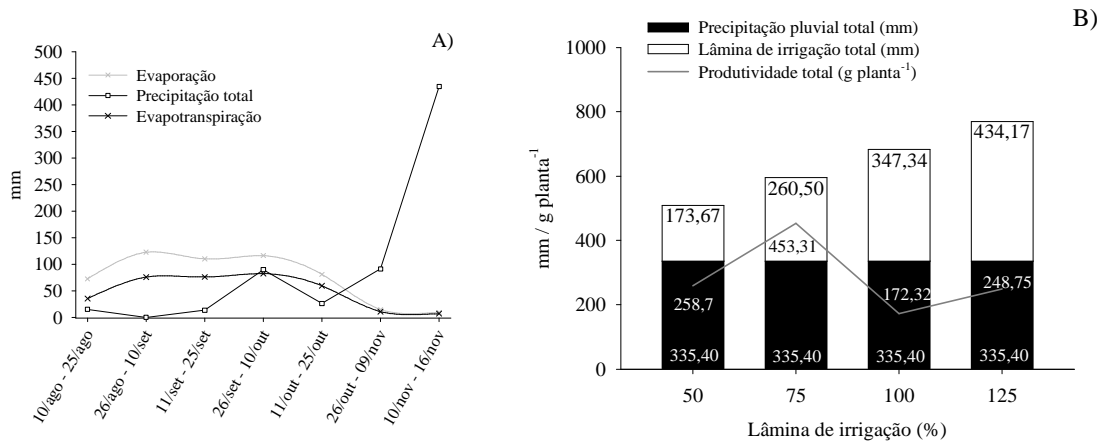 A)
500
450
400
350
300
250
200
150
100
50
0
mm
Evaporação
Precipitação total
Evapotranspiração
10/ago - 25/ago
26/ago - 10/set
11/set - 25/set
26/set - 10/out
11/out - 25/out
26/out - 09/nov
10/nov - 16/nov
B)
Precipitação pluvial total (mm)
Lâmina de irrigação total (mm)
Produtividade total (g planta⁻¹)
1000
800
600
400
200
0
mm / g planta⁻¹
173,67
260,50
347,34
434,17
258,7
453,31
172,32
248,75
335,40
335,40
335,40
335,40
50
75
100
125
Lâmina de irrigação (%)